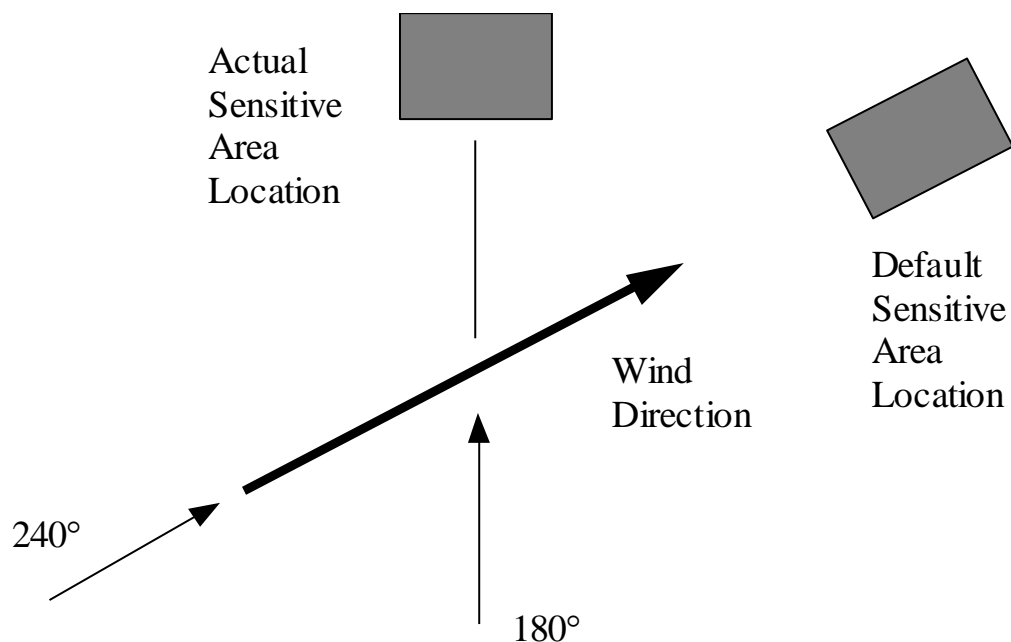 Actual
Sensitive
Area
Location
Default
Sensitive
Area
Location
Wind
Direction
240°
180°